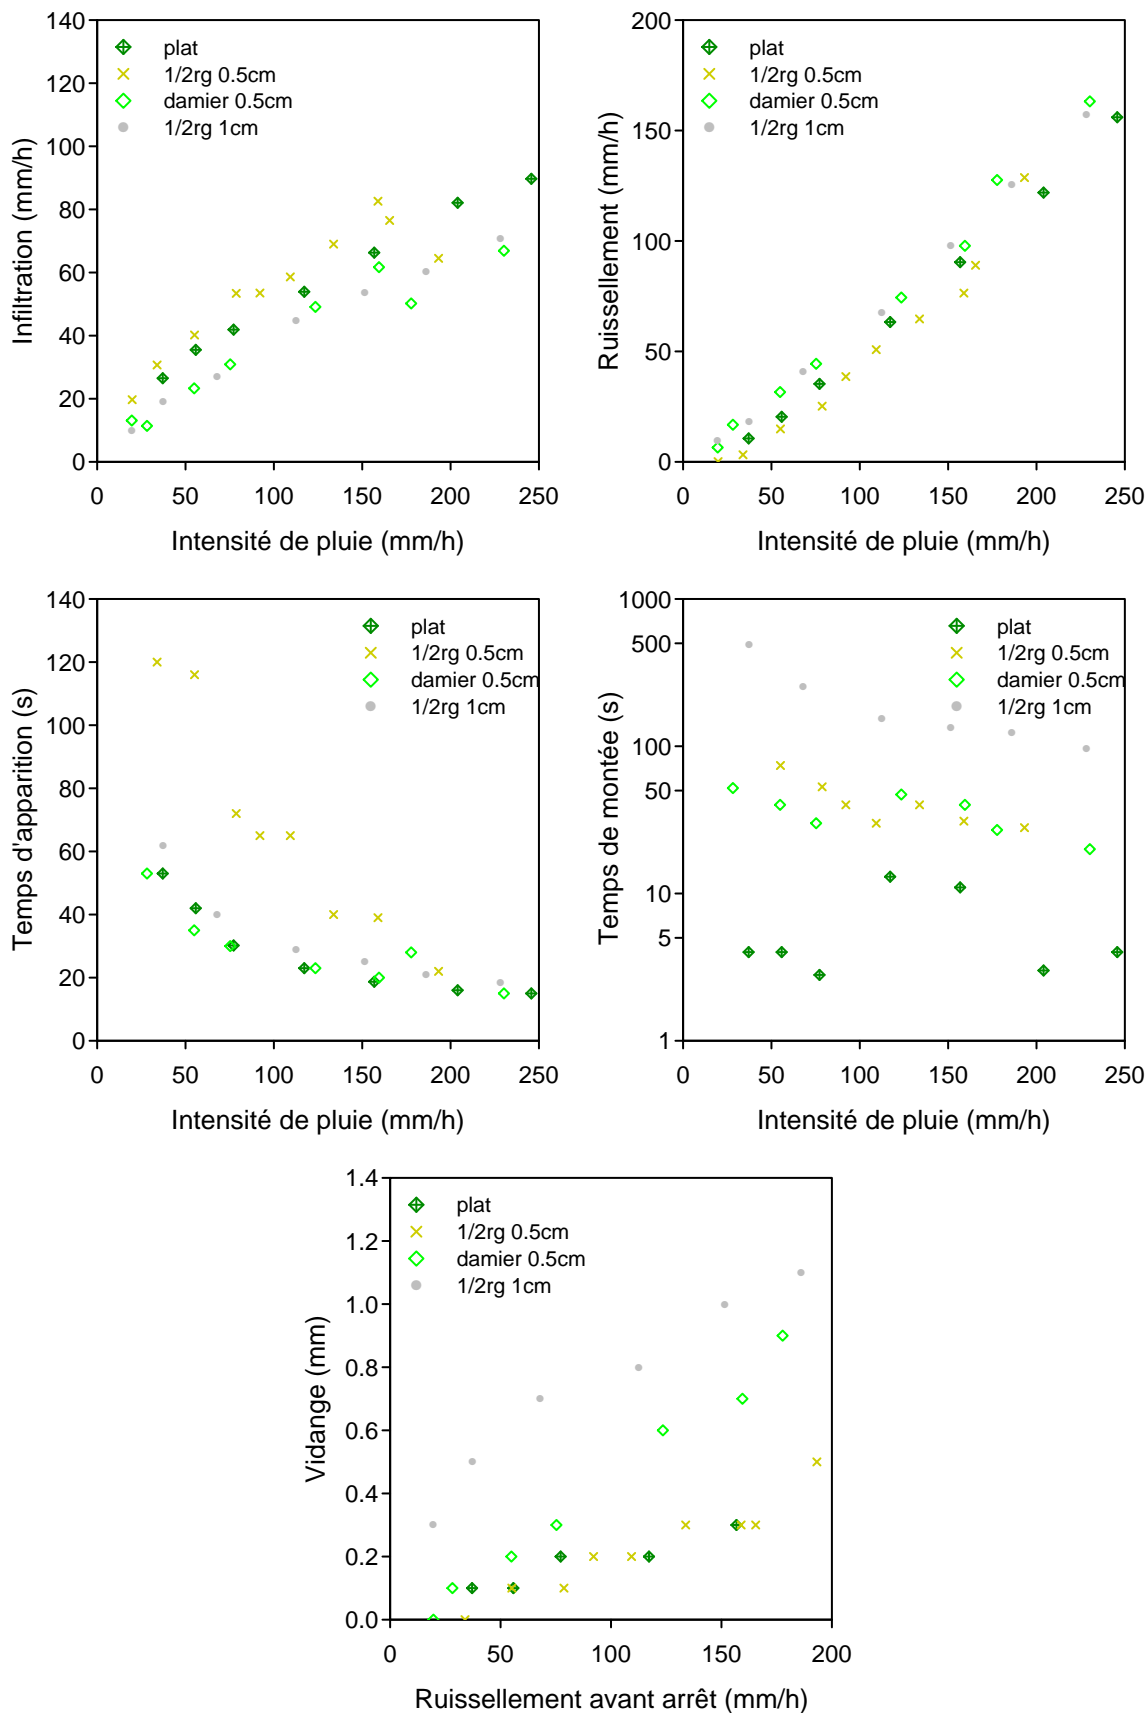 Infiltration (mm/h)
140
120
100
80
60
40
20
0
plat
1/2rg 0.5cm
damier 0.5cm
1/2rg 1cm
0 50 100 150 200 250
Intensité de pluie (mm/h)
Ruissellement (mm/h)
200
150
100
50
0
plat
1/2rg 0.5cm
damier 0.5cm
1/2rg 1cm
0 50 100 150 200 250
Intensité de pluie (mm/h)
Temps d'apparition (s)
140
120
100
80
60
40
20
0
plat
1/2rg 0.5cm
damier 0.5cm
1/2rg 1cm
0 50 100 150 200 250
Intensité de pluie (mm/h)
Temps de montée (s)
1000
500
100
50
10
5
1
plat
1/2rg 0.5cm
damier 0.5cm
1/2rg 1cm
0 50 100 150 200 250
Intensité de pluie (mm/h)
Vidange (mm)
1.4
1.2
1.0
0.8
0.6
0.4
0.2
0.0
plat
1/2rg 0.5cm
damier 0.5cm
1/2rg 1cm
0 50 100 150 200
Ruissellement avant arrêt (mm/h)